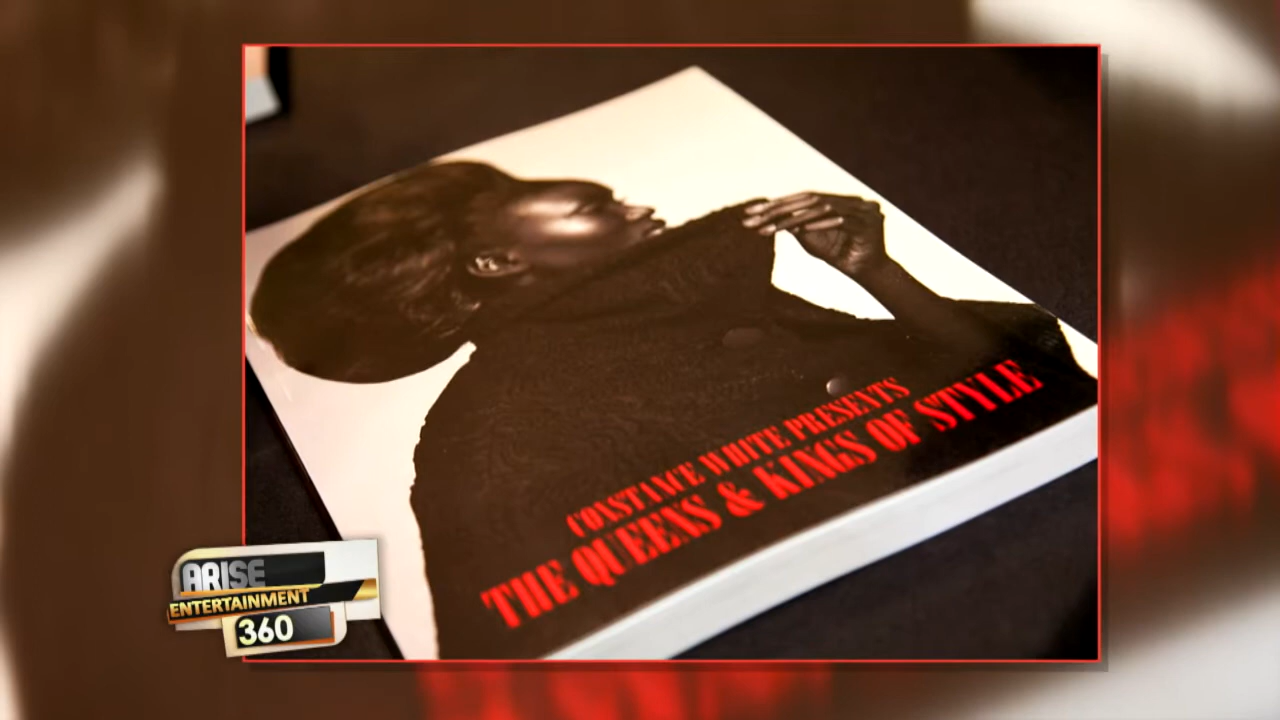 CONSTANCE WHITE PRESENTS
THE QUEENS & KINGS OF STYLE
ARISE
ENTERTAINMENT
360